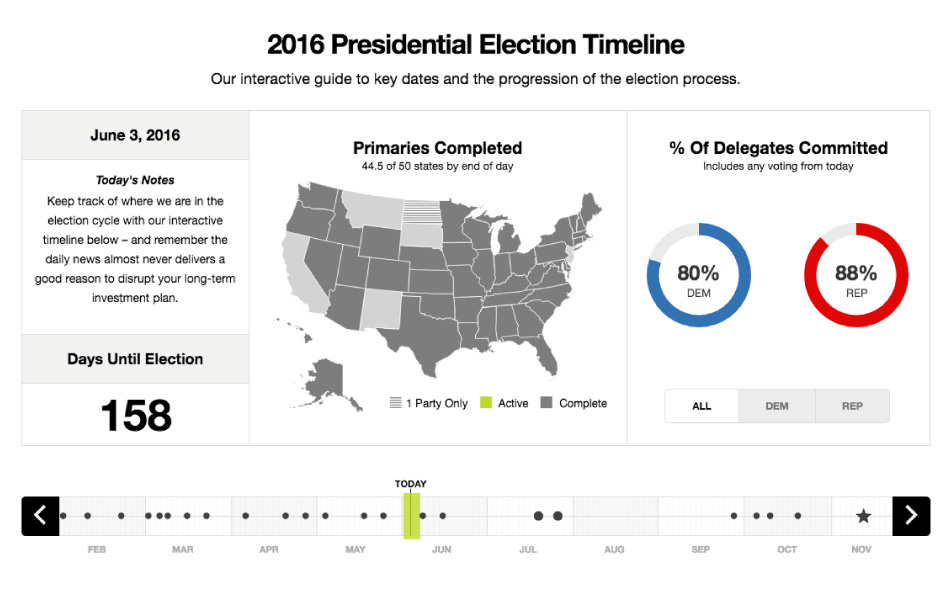 2016 Presidential Election Timeline
Our interactive guide to key dates and the progression of the election process.
June 3, 2016
Today's Notes
Keep track of where we are in the
election cycle with our interactive
timeline below – and remember the
daily news almost never delivers a
good reason to disrupt your long-term
investment plan.
Days Until Election
158
Primaries Completed
44.5 of 50 states by end of day
1 Party Only Active Complete
% Of Delegates Committed
Includes any voting from today
80%
DEM
88%
REP
ALL DEM REP
TODAY
FEB MAR APR MAY JUN JUL AUG SEP OCT NOV